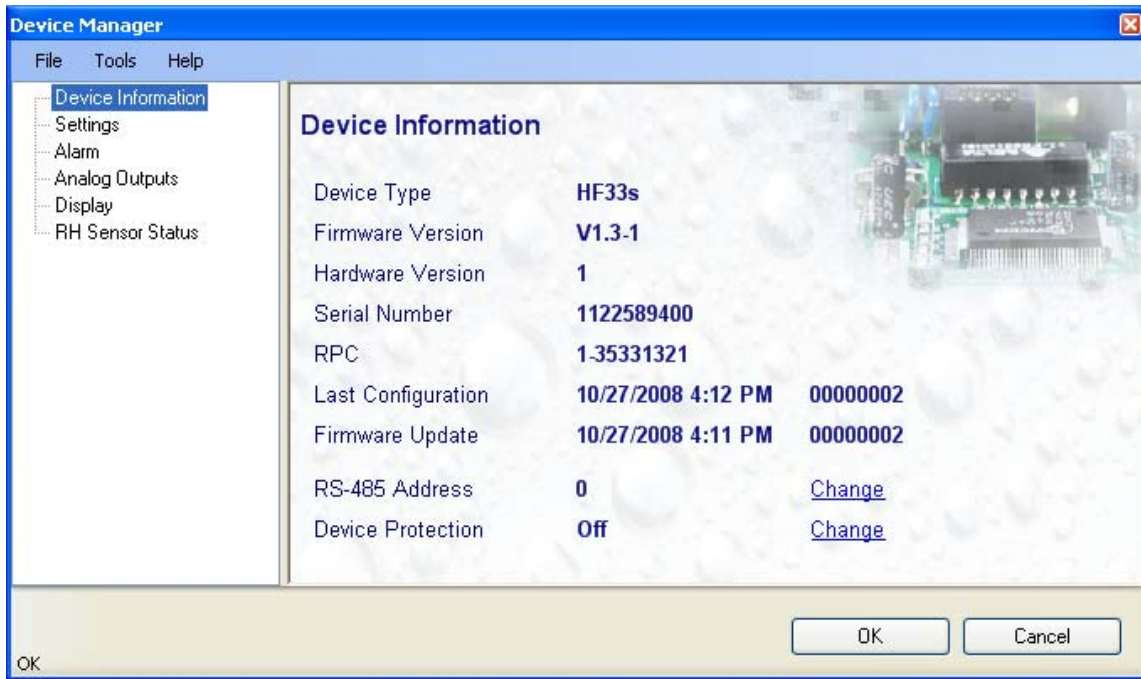 Device Manager
File Tools Help
Device Information
Settings
Alarm
Analog Outputs
Display
RH Sensor Status
Device Information
Device Type HF33s
Firmware Version V1.3-1
Hardware Version 1
Serial Number 1122589400
RPC 1-35331321
Last Configuration 10/27/2008 4:12 PM 00000002
Firmware Update 10/27/2008 4:11 PM 00000002
RS-485 Address 0 Change
Device Protection Off Change
OK Cancel
OK